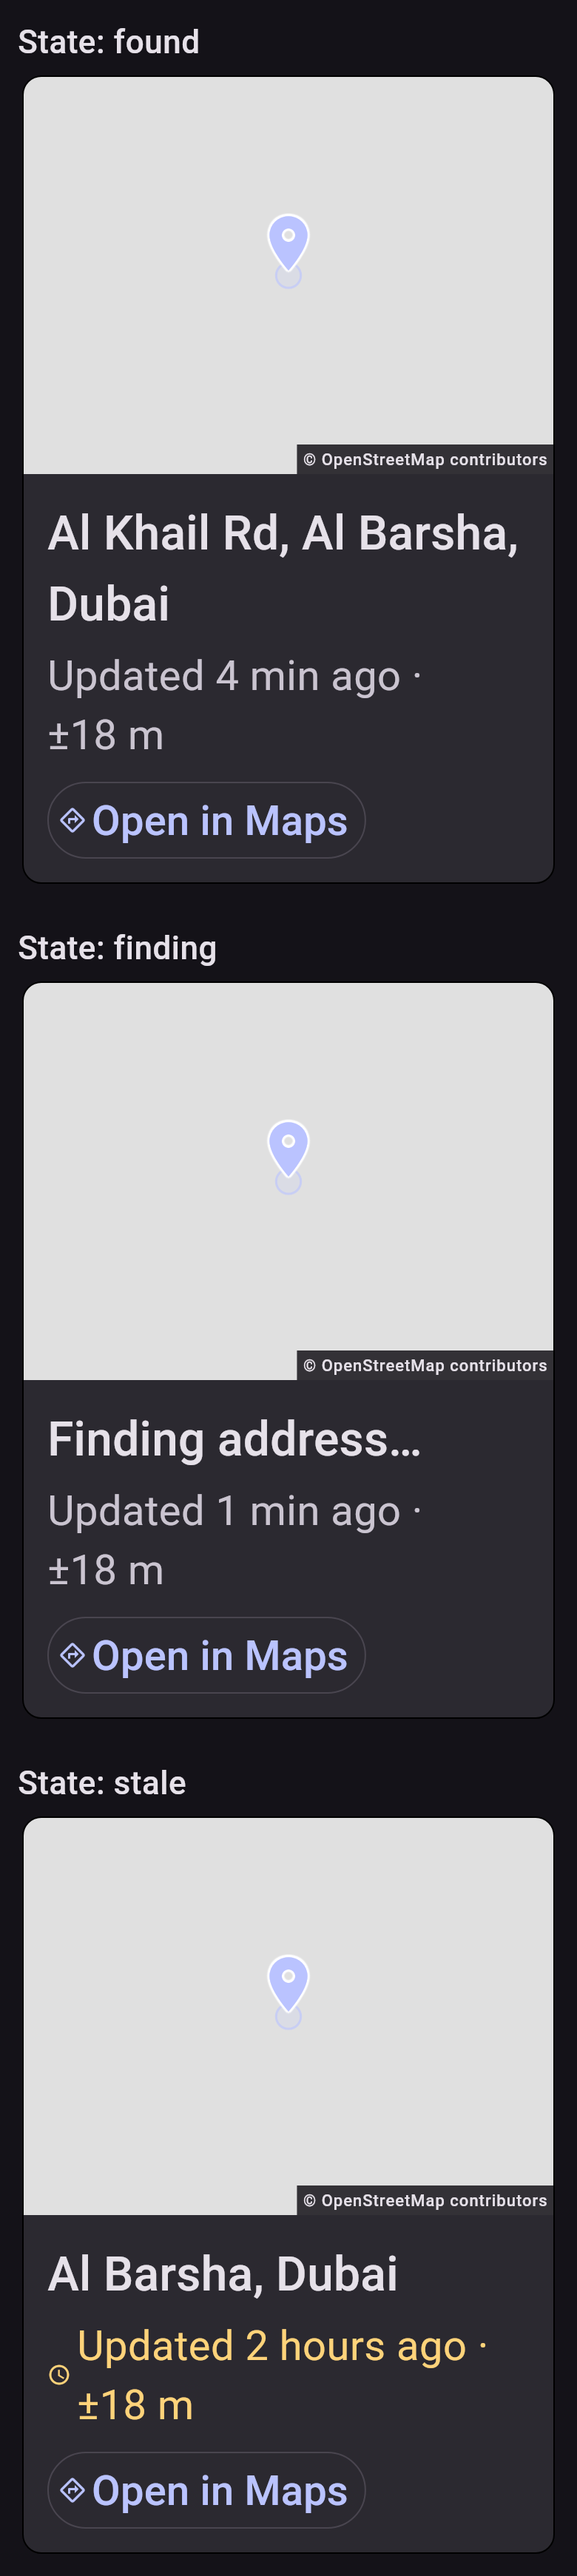 State: found
© OpenStreetMap contributors
Al Khail Rd, Al Barsha,
Dubai
Updated 4 min ago ·
±18 m
Open in Maps
State: finding
© OpenStreetMap contributors
Finding address…
Updated 1 min ago ·
±18 m
Open in Maps
State: stale
© OpenStreetMap contributors
Al Barsha, Dubai
Updated 2 hours ago ·
±18 m
Open in Maps